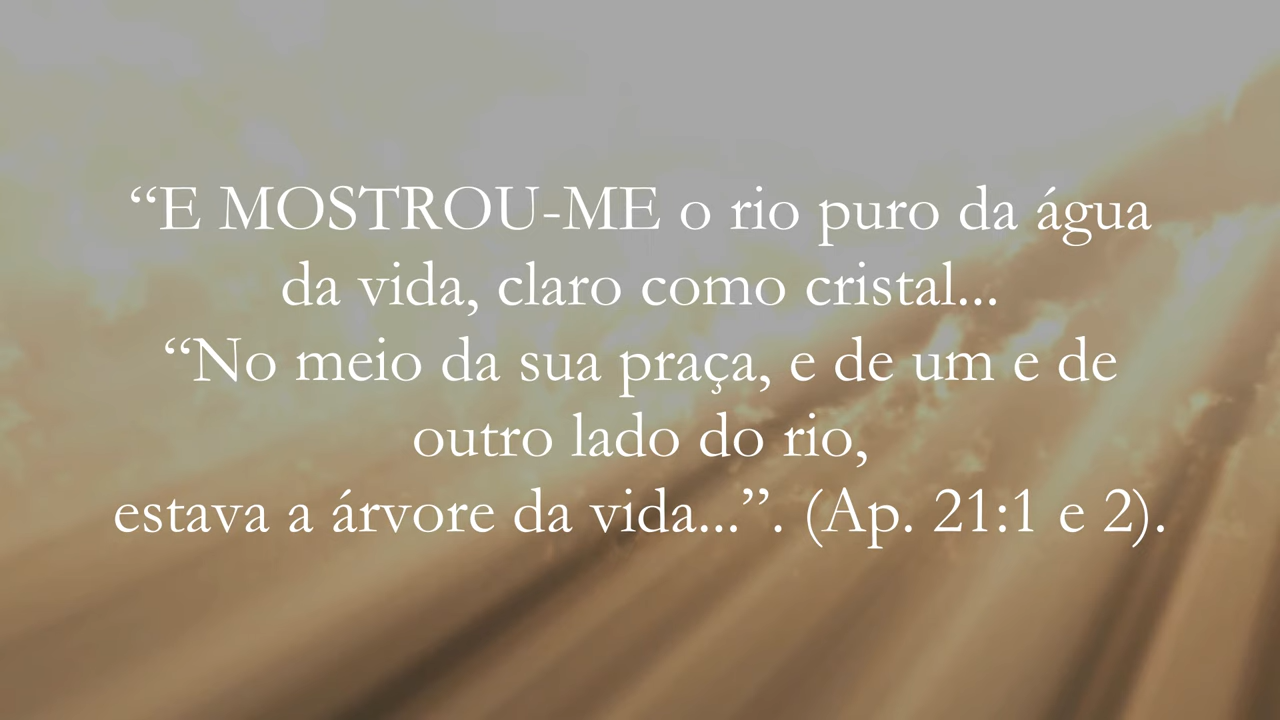 “E MOSTROU-ME o rio puro da água
da vida, claro como cristal...
“No meio da sua praça, e de um e de
outro lado do rio,
estava a árvore da vida...”. (Ap. 21:1 e 2).